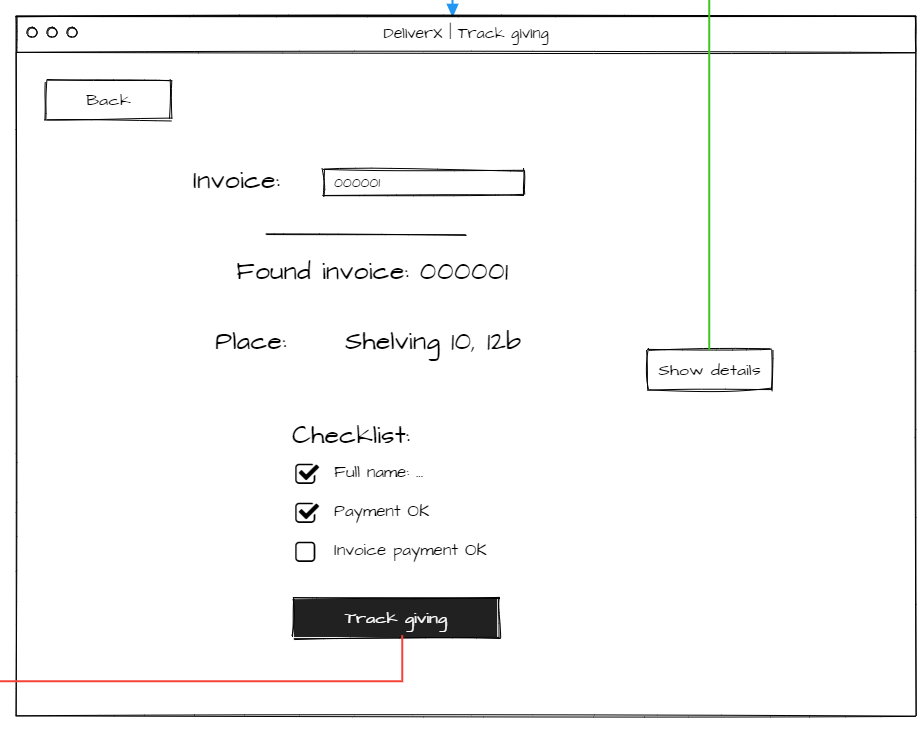 DeliverX | Track giving
Back
Invoice: 000001
Found invoice: 000001
Place: Shelving 10, 12b
Show details
Checklist:
Full name: ...
Payment OK
Invoice payment OK
Track giving